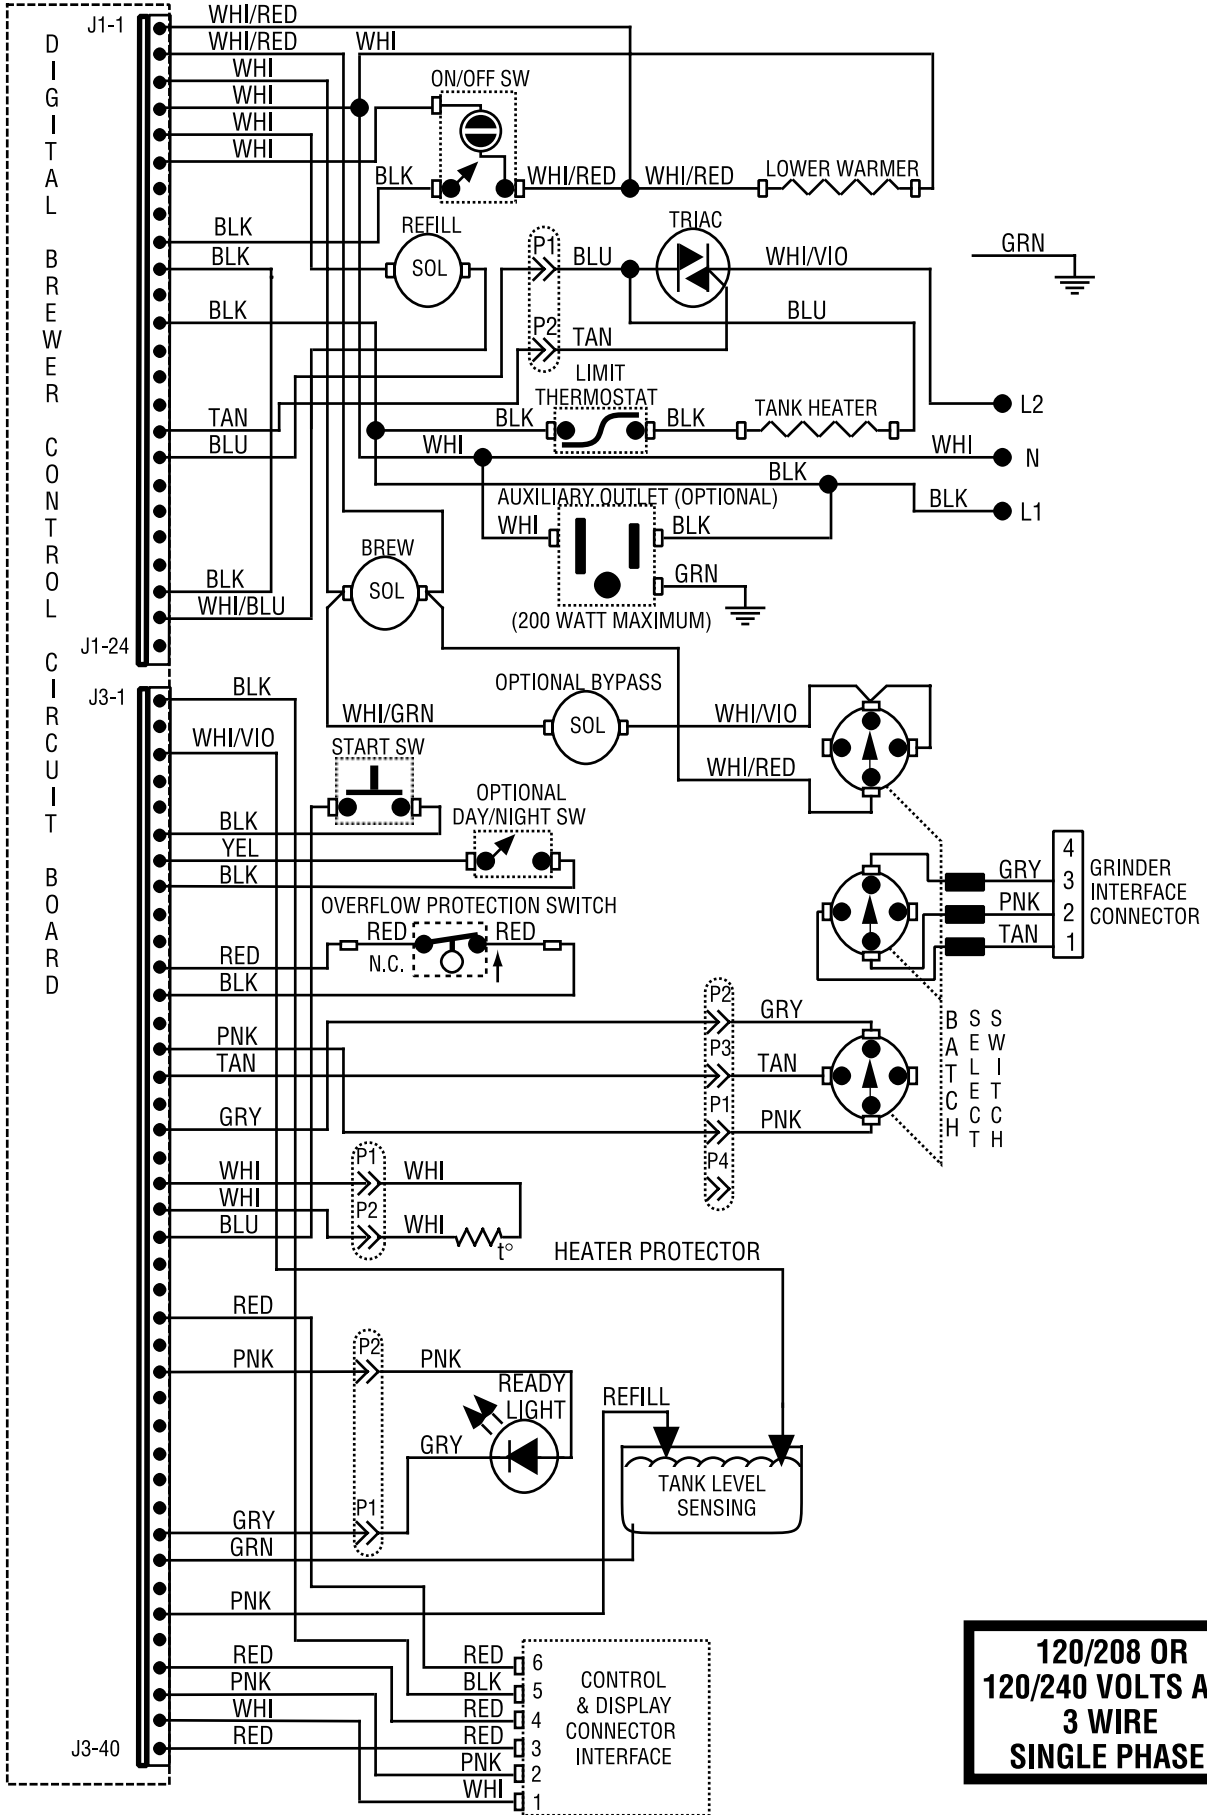 DIGITAL BREWER CONTROL CIRCUIT BOARD
J1-1
WHI/RED
WHI/RED
WHI
WHI
WHI
WHI
WHI
ON/OFF SW
BLK
WHI/RED
WHI/RED
LOWER WARMER
BLK
REFILL
SOL
BLK
P1
BLU
TRIAC
WHI/VIO
GRN
BLK
P2
TAN
BLU
LIMIT
THERMOSTAT
TAN
BLK
BLK
TANK HEATER
L2
BLU
WHI
WHI
N
BLK
AUXILIARY OUTLET (OPTIONAL)
BLK
L1
WHI
BLK
BREW
SOL
GRN
BLK
WHI/BLU
(200 WATT MAXIMUM)
J1-24
J3-1
BLK
OPTIONAL BYPASS
SOL
WHI/GRN
WHI/VIO
WHI/VIO
START SW
WHI/RED
OPTIONAL
DAY/NIGHT SW
BLK
YEL
BLK
4
3
2
1
GRY
PNK
TAN
GRINDER
INTERFACE
CONNECTOR
OVERFLOW PROTECTION SWITCH
RED
RED
N.C.
RED
BLK
P2
GRY
PNK
P3
TAN
TAN
P1
PNK
GRY
P4
BATCH
SELECT
SWITCH
WHI
P1
WHI
WHI
P2
WHI
BLU
t°
HEATER PROTECTOR
RED
PNK
P2
PNK
READY
LIGHT
REFILL
GRY
TANK LEVEL
SENSING
GRY
P1
GRN
PNK
RED
PNK
WHI
RED
J3-40
RED 6
BLK 5
RED 4
RED 3
PNK 2
WHI 1
CONTROL
& DISPLAY
CONNECTOR
INTERFACE
120/208 OR
120/240 VOLTS A
3 WIRE
SINGLE PHASE